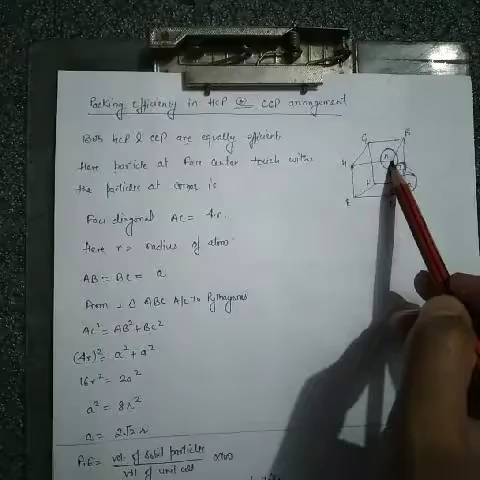 Packing efficiency in HCP & CCP arrangement
Both HCP & CCP are equally efficient
Here particle at Face center touch with
the particles at corner is
Face diagonal AC = 4r.
Here r = radius of atom
AB = BC = a
From ⊿ ABC A/c to Pythagoras
AC² = AB² + BC²
(4r)² = a² + a²
16r² = 2a²
a² = 8r²
a = 2√2 r
P.E = vol. of total particles / vol of unit cell ×100
G B
H
E